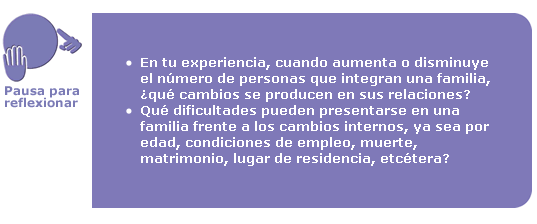 Pausa para
reflexionar
• En tu experiencia, cuando aumenta o disminuye
el número de personas que integran una familia,
¿qué cambios se producen en sus relaciones?
• Qué dificultades pueden presentarse en una
familia frente a los cambios internos, ya sea por
edad, condiciones de empleo, muerte,
matrimonio, lugar de residencia, etcétera?